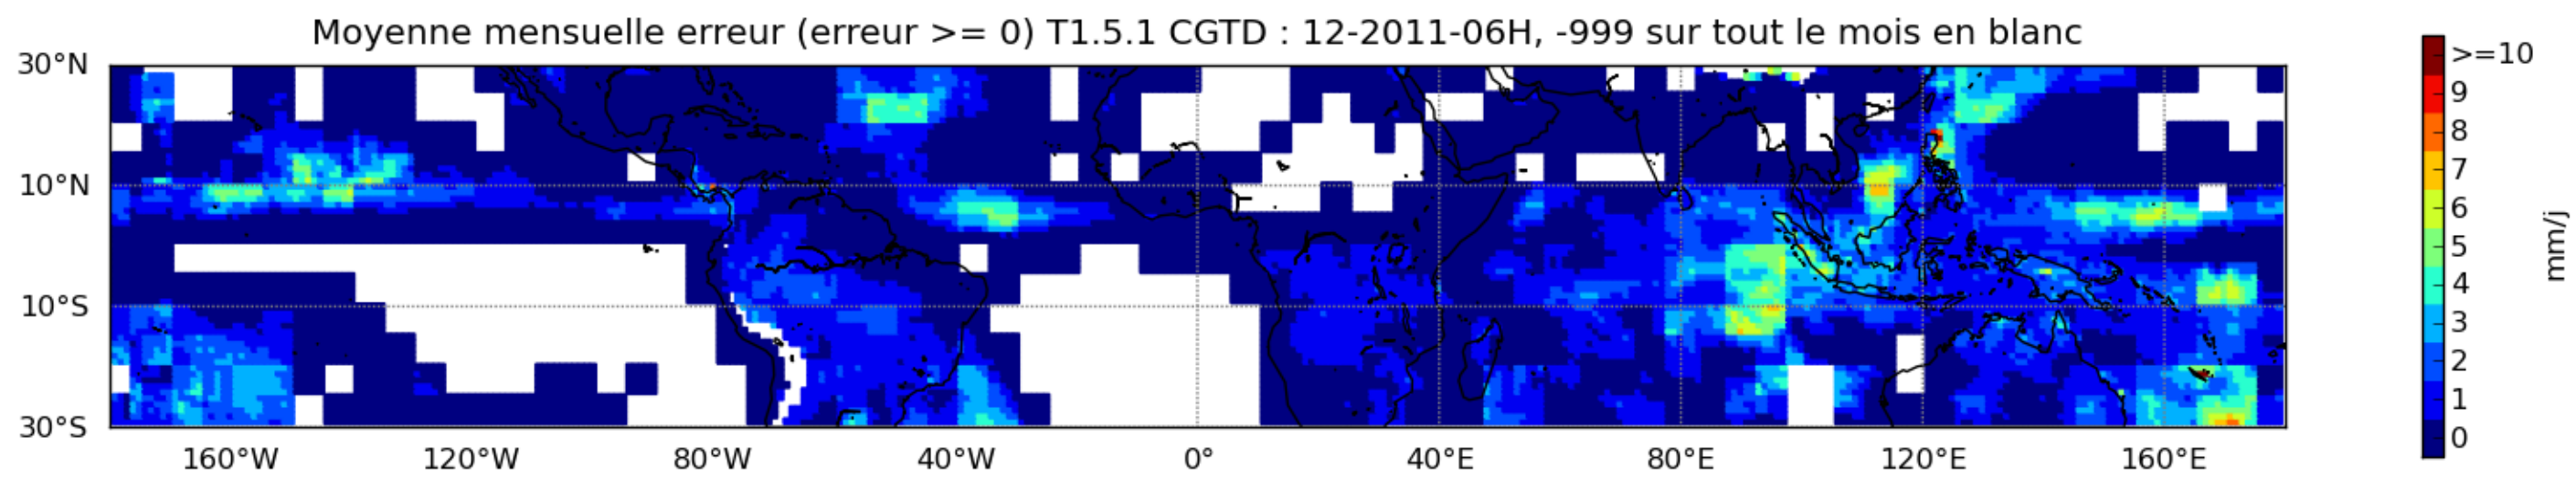 Moyenne mensuelle erreur (erreur >= 0) T1.5.1 CGTD : 12-2011-06H, -999 sur tout le mois en blanc
30°N
10°N
10°S
30°S
160°W 120°W 80°W 40°W 0° 40°E 80°E 120°E 160°E
>=10
9
8
7
6
5
4
3
2
1
0
mm/j